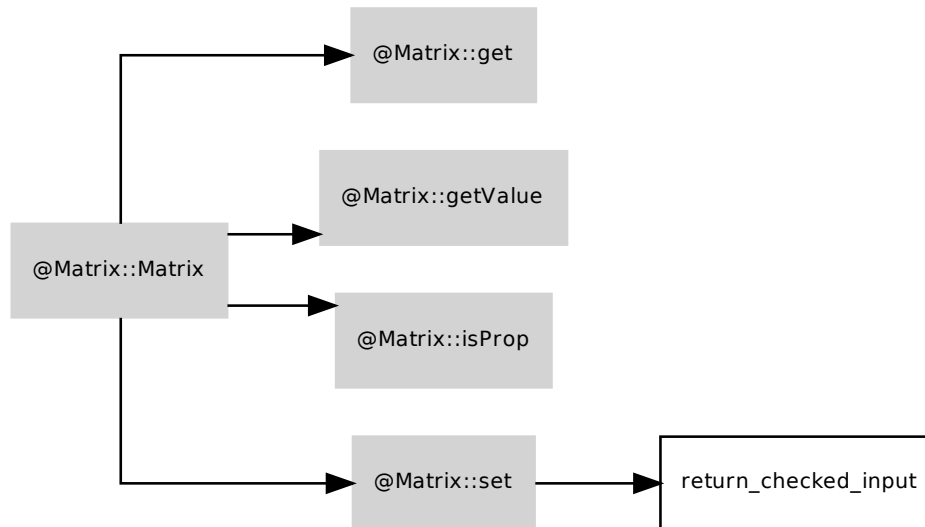 @Matrix::get
@Matrix::getValue
@Matrix::Matrix
@Matrix::isProp
@Matrix::set
return_checked_input